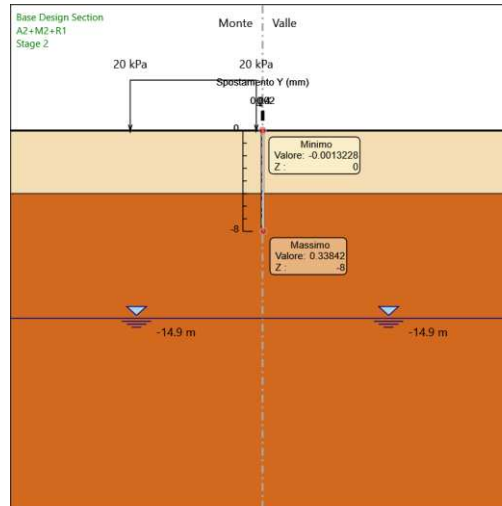 Base Design Section
A2+M2+R1
Stage 2
Monte Valle
20 kPa 20 kPa
Spostamento Y (mm)
0
Minimo
Valore: -0.0013228
Z : 0
-8
Massimo
Valore: 0.33842
Z : -8
-14.9 m -14.9 m